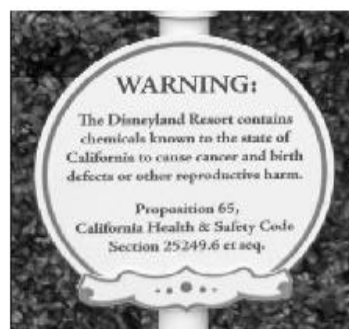 WARNING:
The Disneyland Resort contains
chemicals known to the state of
California to cause cancer and birth
defects or other reproductive harm.
Proposition 65,
California Health & Safety Code
Section 25249.6 et seq.